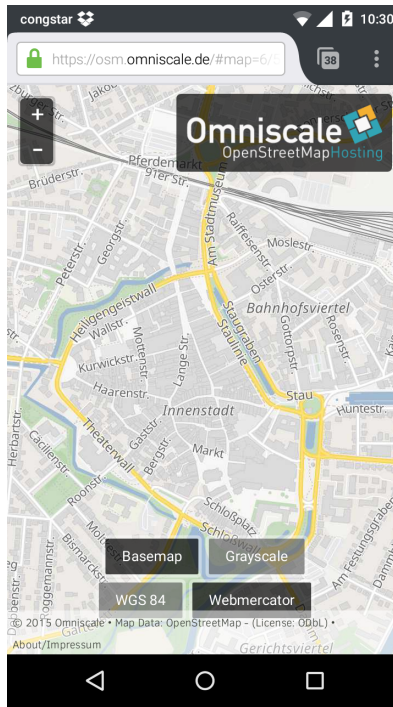 congstar
10:30
https://osm.omniscale.de/#map=6/5
38
+
-
Omniscale
OpenStreetMapHosting
Pferdemarkt
91er Str.
Brüderstr.
Am Stadtmuseum
Raiffeisenstr.
Moslestr.
Peterstr.
Georgstr.
Osterstr.
Heiligengeistwall
Wallstr.
Mottenstr.
Lange Str.
Staugraben
Staulinie
Bahnhofsviertel
Gottorpstr.
Rosenstr.
Kurwickstr.
Haarenstr.
Innenstadt
Stau
Huntestr.
Herbartstr.
Theaterwall
Gaststr.
Bergstr.
Markt
Cäcilienstr.
Roonstr.
Schloßplatz
Schloßwall
Am Festungsgraben
Bismarckstr.
Roggemannstr.
Basemap
Grayscale
WGS 84
Webmercator
© 2015 Omniscale • Map Data: OpenStreetMap - (License: ODbL) •
About/Impressum
Gerichtsviertel